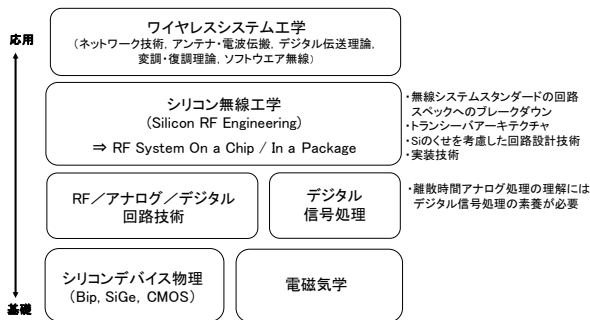 応用
ワイヤレスシステム工学
(ネットワーク技術, アンテナ・電波伝搬, デジタル伝送理論,
変調・復調理論, ソフトウエア無線)
シリコン無線工学
(Silicon RF Engineering)
⇒ RF System On a Chip / In a Package
・無線システムスタンダードの回路
スペックへのブレークダウン
・トランシーバアーキテクチャ
・Siのくせを考慮した回路設計技術
・実装技術
RF/アナログ/デジタル
回路技術
デジタル
信号処理
・離散時間アナログ処理の理解には
デジタル信号処理の素養が必要
シリコンデバイス物理
(Bip, SiGe, CMOS)
電磁気学
基礎